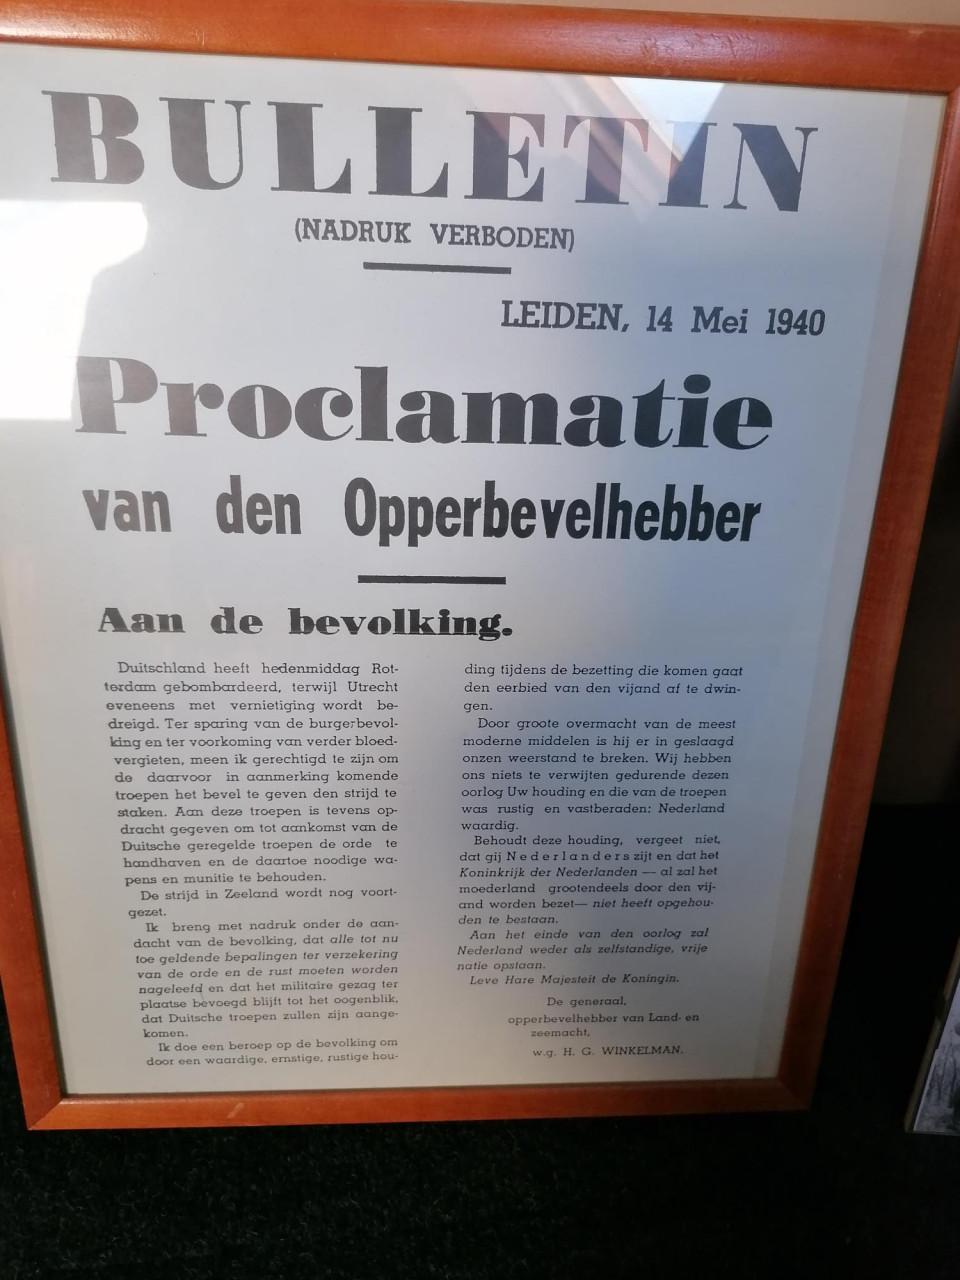 BULLETIN
(NADRUK VERBODEN)
LEIDEN, 14 Mei 1940
Proclamatie
van den Opperbevelhebber
Aan de bevolking.
Duitschland heeft hedenmiddag Rot-
terdam gebombardeerd, terwijl Utrecht
eveneens met vernietiging wordt be-
dreigd. Ter sparing van de burgerbevol-
king en ter voorkoming van verder bloed-
vergieten, meen ik gerechtigd te zijn om
de daarvoor in aanmerking komende
troepen het bevel te geven den strijd te
staken. Aan deze troepen is tevens op-
dracht gegeven om tot aankomst van de
Duitsche geregelde troepen de orde te
handhaven en de daartoe noodige wa-
pens en munitie te behouden.
De strijd in Zeeland wordt nog voort-
gezet.
Ik breng met nadruk onder de aan-
dacht van de bevolking, dat alle tot nu
toe geldende bepalingen ter verzekering
van de orde en de rust moeten worden
nageleefd en dat het militaire gezag ter
plaatse bevoegd blijft tot het oogenblik,
dat Duitsche troepen zullen zijn aange-
komen.
Ik doe een beroep op de bevolking om
door een waardige, ernstige, rustige hou-
ding tijdens de bezetting die komen gaat
den eerbied van den vijand af te dwin-
gen.
Door groote overmacht van de meest
moderne middelen is hij er in geslaagd
onzen weerstand te breken. Wij hebben
ons niets te verwijten gedurende dezen
oorlog Uw houding en die van de troepen
was rustig en vastberaden: Nederland
waardig.
Behoudt deze houding, vergeet niet,
dat gij Nederlanders zijt en dat het
Koninkrijk der Nederlanden — al zal het
moederland grootendeels door den vij-
and worden bezet— niet heeft opgehou-
den te bestaan.
Aan het einde van den oorlog zal
Nederland weder als zelfstandige, vrije
natie opstaan.
Leve Hare Majesteit de Koningin.
De generaal,
opperbevelhebber van Land- en
zeemacht,
w.g. H. G. WINKELMAN.